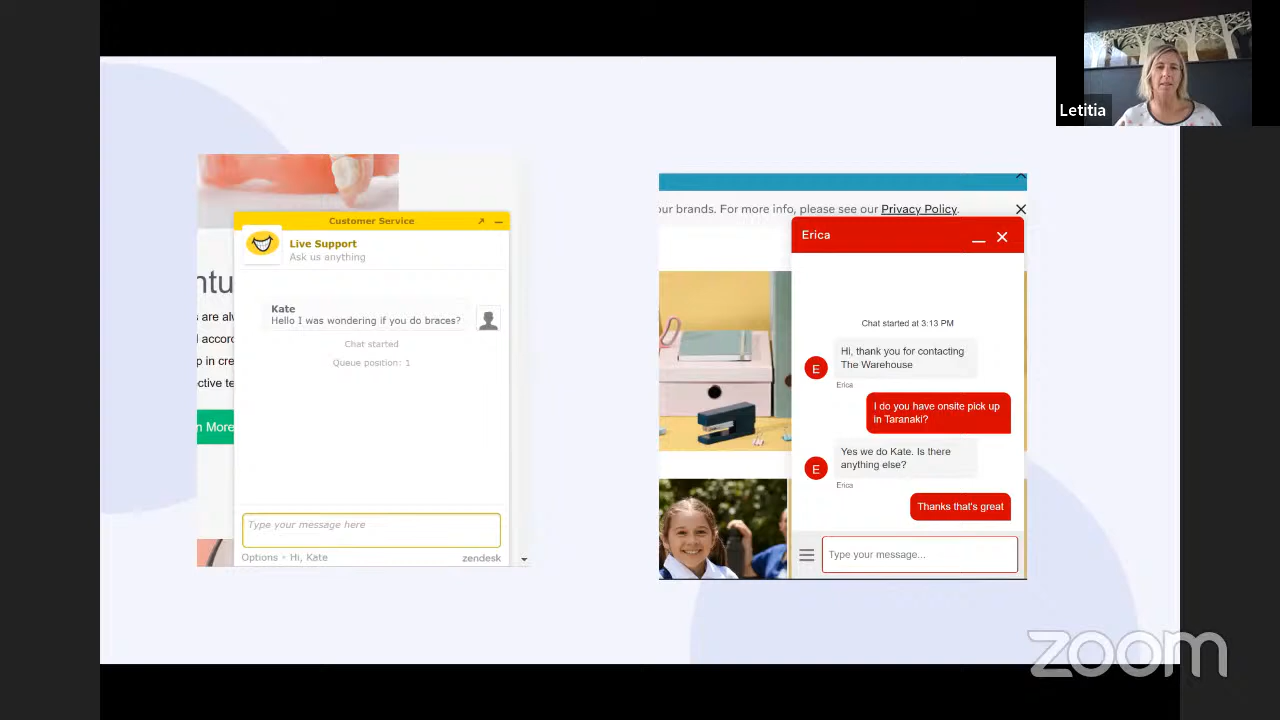 Letitia
Customer Service
Live Support
Ask us anything
ntu
s are alw
d accord
p in cre
ective te
n More
Kate
Hello I was wondering if you do braces?
Chat started
Queue position: 1
Type your message here
Options • Hi, Kate
zendesk
our brands. For more info, please see our Privacy Policy.
Erica
Chat started at 3:13 PM
Hi, thank you for contacting
The Warehouse
E
Erica
I do you have onsite pick up
in Taranaki?
Yes we do Kate. Is there
anything else?
E
Erica
Thanks that's great
Type your message...
zoom